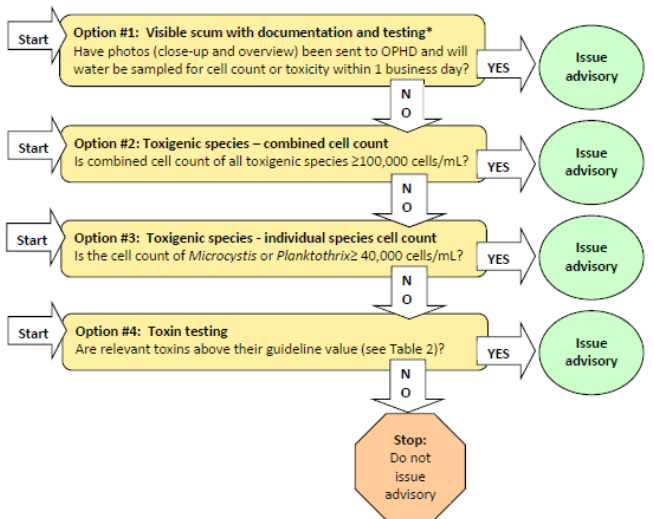 Start
Option #1: Visible scum with documentation and testing*
Have photos (close-up and overview) been sent to OPHD and will
water be sampled for cell count or toxicity within 1 business day?
YES
Issue
advisory
N
O
Start
Option #2: Toxigenic species – combined cell count
Is combined cell count of all toxigenic species ≥100,000 cells/mL?
YES
Issue
advisory
N
O
Start
Option #3: Toxigenic species - individual species cell count
Is the cell count of Microcystis or Planktothrix≥ 40,000 cells/mL?
YES
Issue
advisory
N
O
Start
Option #4: Toxin testing
Are relevant toxins above their guideline value (see Table 2)?
YES
Issue
advisory
N
O
Stop:
Do not
issue
advisory